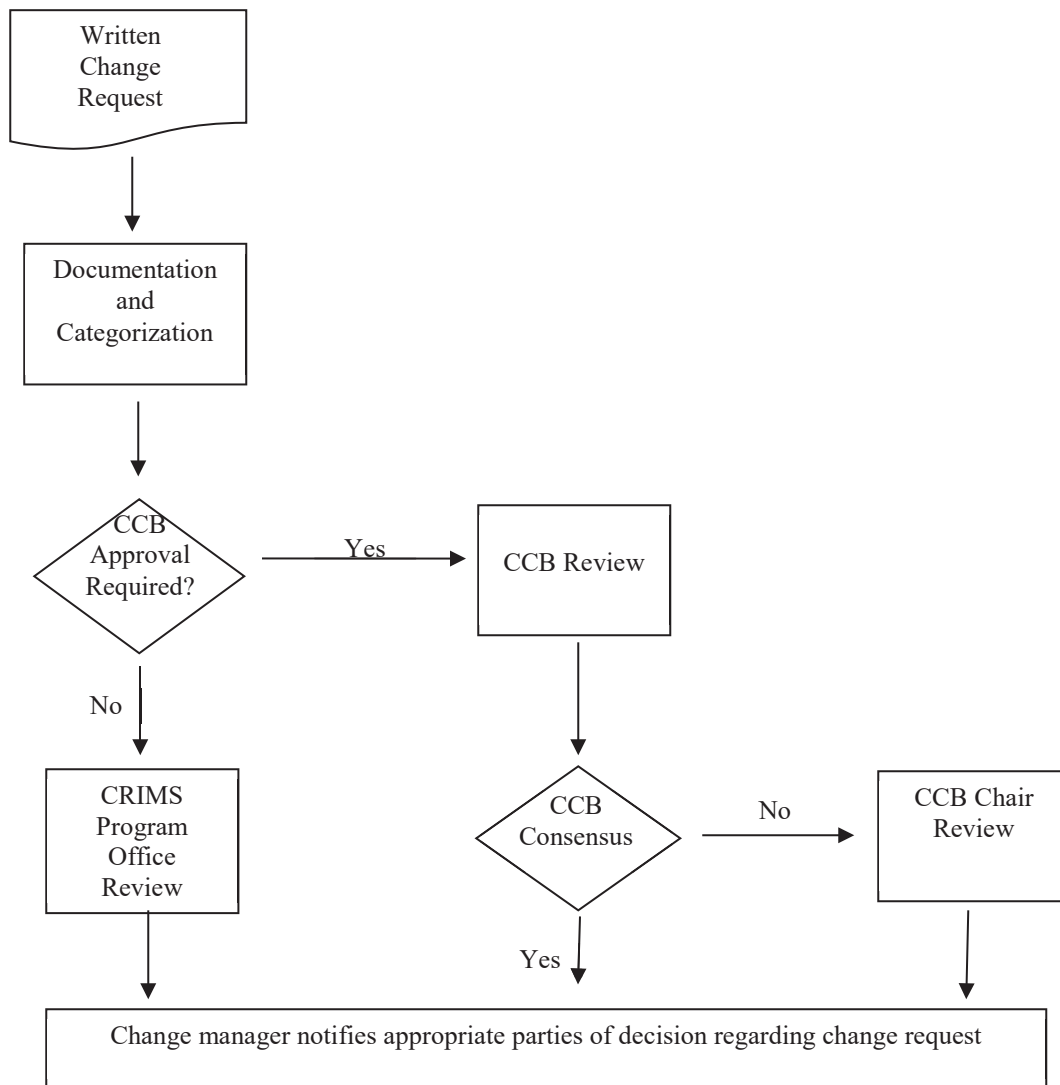 Written
Change
Request
Documentation
and
Categorization
CCB
Approval
Required?
Yes
CCB Review
No
CRIMS
Program
Office
Review
CCB
Consensus
No
CCB Chair
Review
Yes
Change manager notifies appropriate parties of decision regarding change request